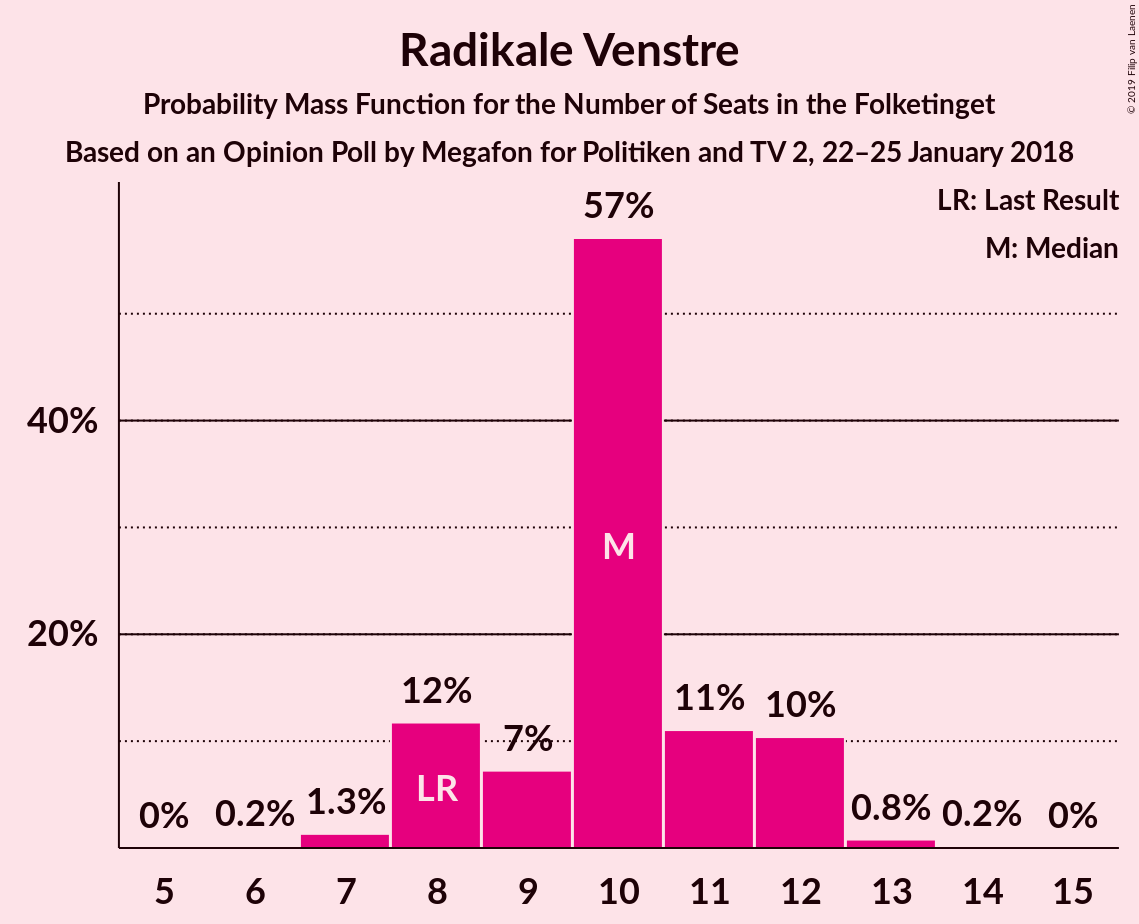 Radikale Venstre
Probability Mass Function for the Number of Seats in the Folketinget
Based on an Opinion Poll by Megafon for Politiken and TV 2, 22–25 January 2018
© 2019 Filip van Laenen
LR: Last Result
M: Median
57%
40%
M
20%
12%
7%
11%
10%
LR
0%
0.2%
1.3%
0.8%
0.2%
0%
5 6 7 8 9 10 11 12 13 14 15